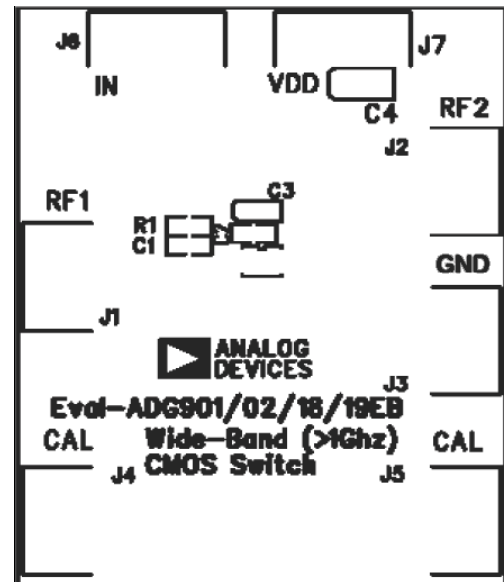 J6
J7
IN
VDD
C4
RF2
J2
RF1
C3
R1
C1
GND
J1
ANALOG
DEVICES
J3
Eval-ADG901/02/18/19EB
CAL
Wide-Band (>1Ghz)
CAL
J4
CMOS Switch
J5